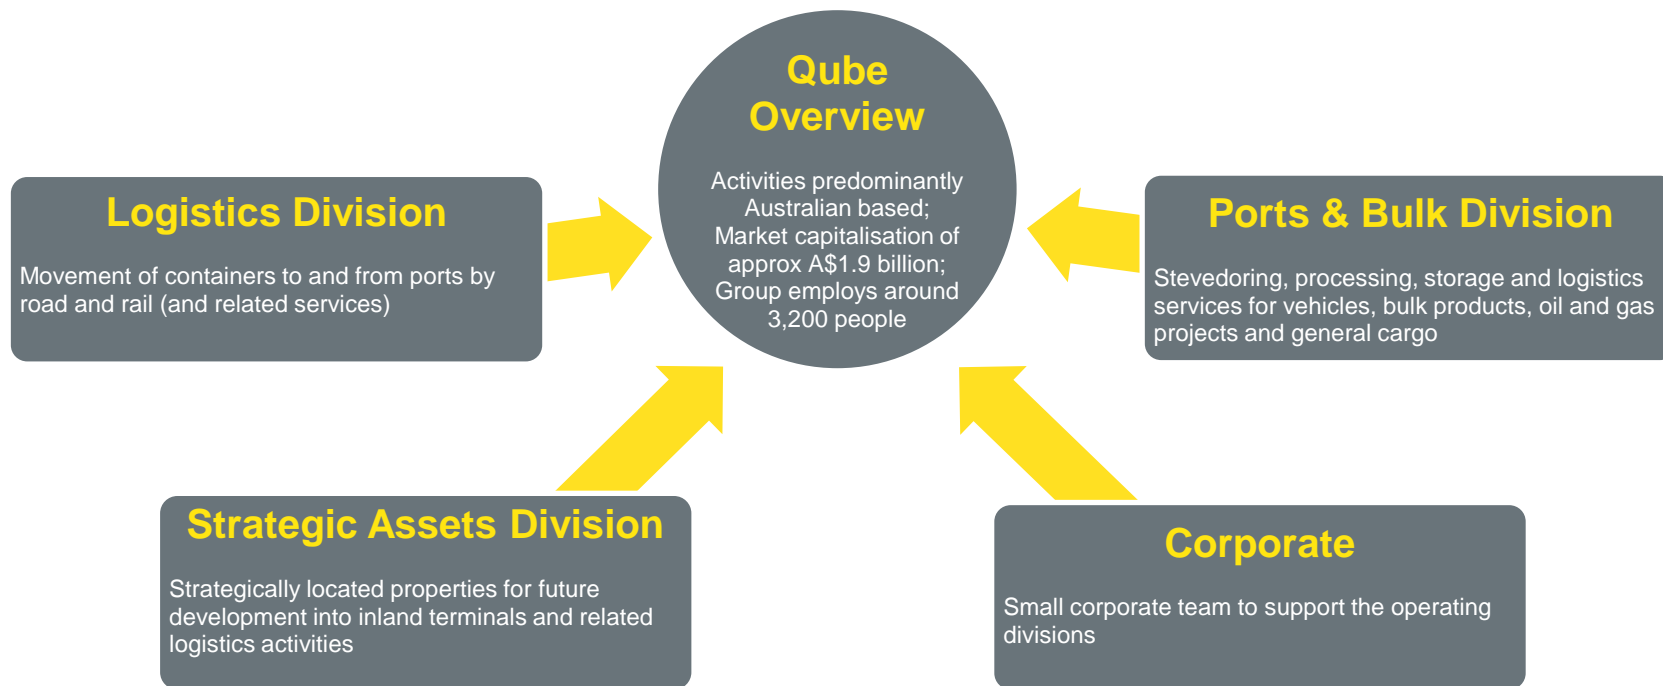 Qube
Overview
Activities predominantly
Australian based;
Market capitalisation of
approx A$1.9 billion;
Group employs around
3,200 people
Logistics Division
Movement of containers to and from ports by
road and rail (and related services)
Ports & Bulk Division
Stevedoring, processing, storage and logistics
services for vehicles, bulk products, oil and gas
projects and general cargo
Strategic Assets Division
Strategically located properties for future
development into inland terminals and related
logistics activities
Corporate
Small corporate team to support the operating
divisions